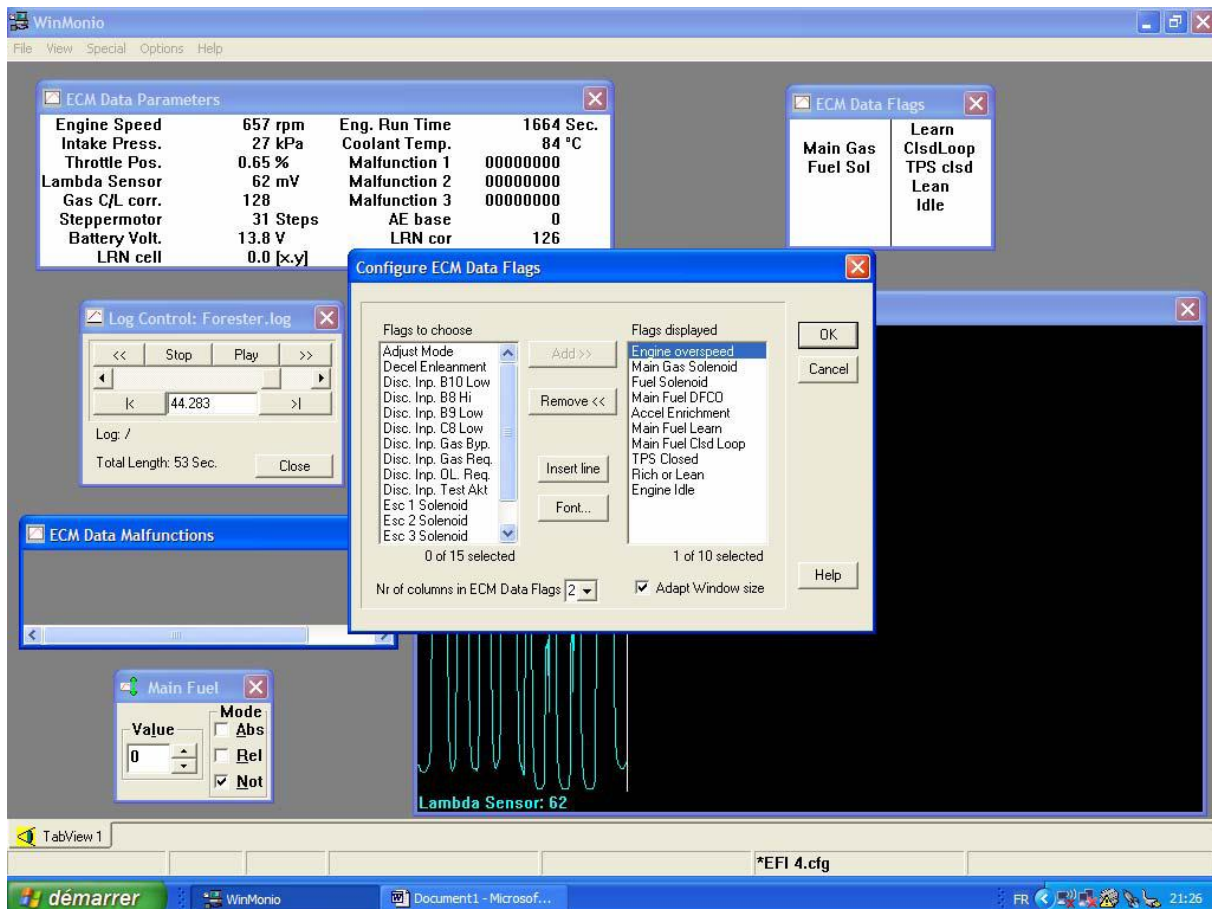 WinMonio
File View Special Options Help
ECM Data Parameters
Engine Speed 657 rpm Eng. Run Time 1664 Sec.
Intake Press. 27 kPa Coolant Temp. 84 °C
Throttle Pos. 0.65 % Malfunction 1 00000000
Lambda Sensor 62 mV Malfunction 2 00000000
Gas C/L corr. 128 Malfunction 3 00000000
Steppermotor 31 Steps AE base 0
Battery Volt. 13.8 V LRN cor 126
LRN cell 0.0 [x.y]
ECM Data Flags
Main Gas
Fuel Sol
Learn
ClsdLoop
TPS clsd
Lean
Idle
Configure ECM Data Flags
Flags to choose
Adjust Mode
Decel Enleanment
Disc. Inp. B10 Low
Disc. Inp. B8 Hi
Disc. Inp. B9 Low
Disc. Inp. C8 Low
Disc. Inp. Gas Byp.
Disc. Inp. Gas Req.
Disc. Inp. OL. Req.
Disc. Inp. Test Akt
Esc 1 Solenoid
Esc 2 Solenoid
Esc 3 Solenoid
0 of 15 selected
Add >>
Remove <<
Insert line
Font...
Flags displayed
Engine overspeed
Main Gas Solenoid
Fuel Solenoid
Main Fuel DFCO
Accel Enrichment
Main Fuel Learn
Main Fuel Clsd Loop
TPS Closed
Rich or Lean
Engine Idle
1 of 10 selected
OK
Cancel
Help
Nr of columns in ECM Data Flags 2
Adapt Window size
Log Control: Forester.log
<< Stop Play >>
|< 44.283 >|
Log: /
Total Length: 53 Sec. Close
ECM Data Malfunctions
Main Fuel
Value
0
Mode
Abs
Rel
Not
Lambda Sensor: 62
TabView 1
*EFI 4.cfg
démarrer WinMonio Document1 - Microsof... FR 21:26